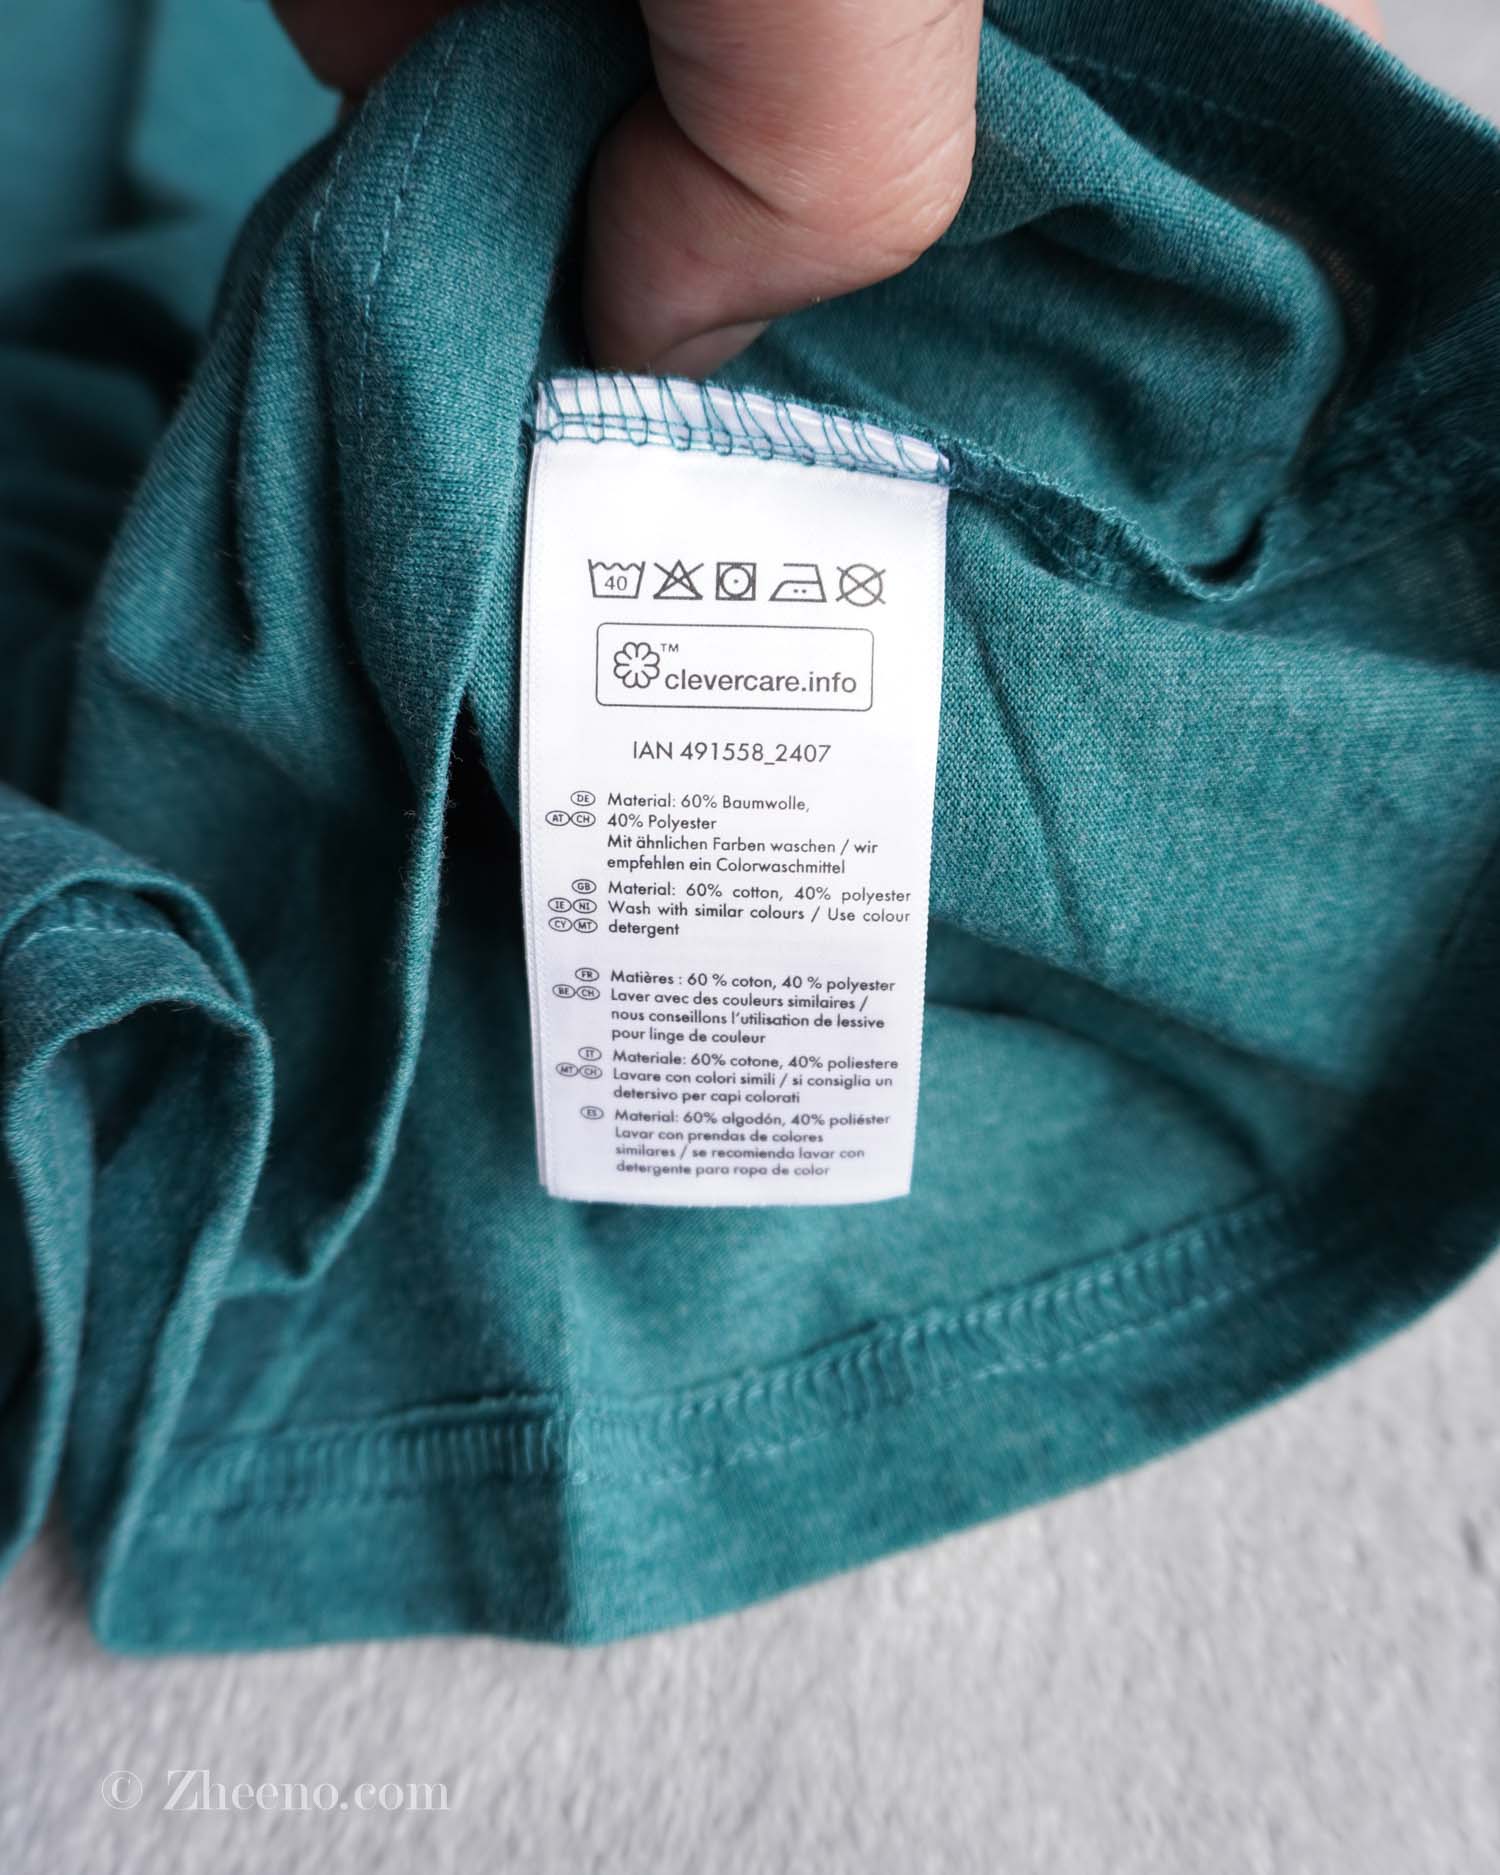 40
™
clevercare.info
IAN 491558_2407
DE Material: 60% Baumwolle,
AT CH 40% Polyester
Mit ähnlichen Farben waschen / wir
empfehlen ein Colorwaschmittel
GB Material: 60% cotton, 40% polyester
IE NI Wash with similar colours / Use colour
CY MT detergent
FR Matières : 60 % coton, 40 % polyester
BE CH Laver avec des couleurs similaires /
nous conseillons l'utilisation de lessive
pour linge de couleur
IT Materiale: 60% cotone, 40% poliestere
MT CH Lavare con colori simili / si consiglia un
detersivo per capi colorati
ES Material: 60% algodón, 40% poliéster
Lavar con prendas de colores
similares / se recomienda lavar con
detergente para ropa de color
© Zheeno.com